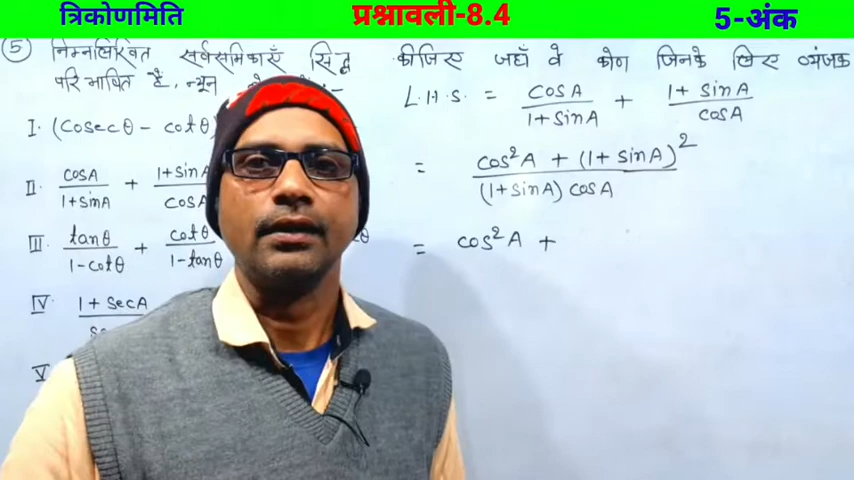 त्रिकोणमिति
प्रश्नावली-8.4
5-अंक
(5) निम्नलिखित सर्वसमिकाएँ सिद्ध कीजिए जहाँ वे कोण जिनके लिए व्यंजक
परिभाषित हैं, न्यून :-
I. (cosecθ - cotθ)
II. cosA/(1+sinA) + (1+sinA)/cosA
III. tanθ/(1-cotθ) + cotθ/(1-tanθ)
IV. 1+secA
V.
L.H.S. = cosA/(1+sinA) + (1+sinA)/cosA
= (cos²A + (1+sinA)²)/((1+sinA) cosA)
= cos²A +